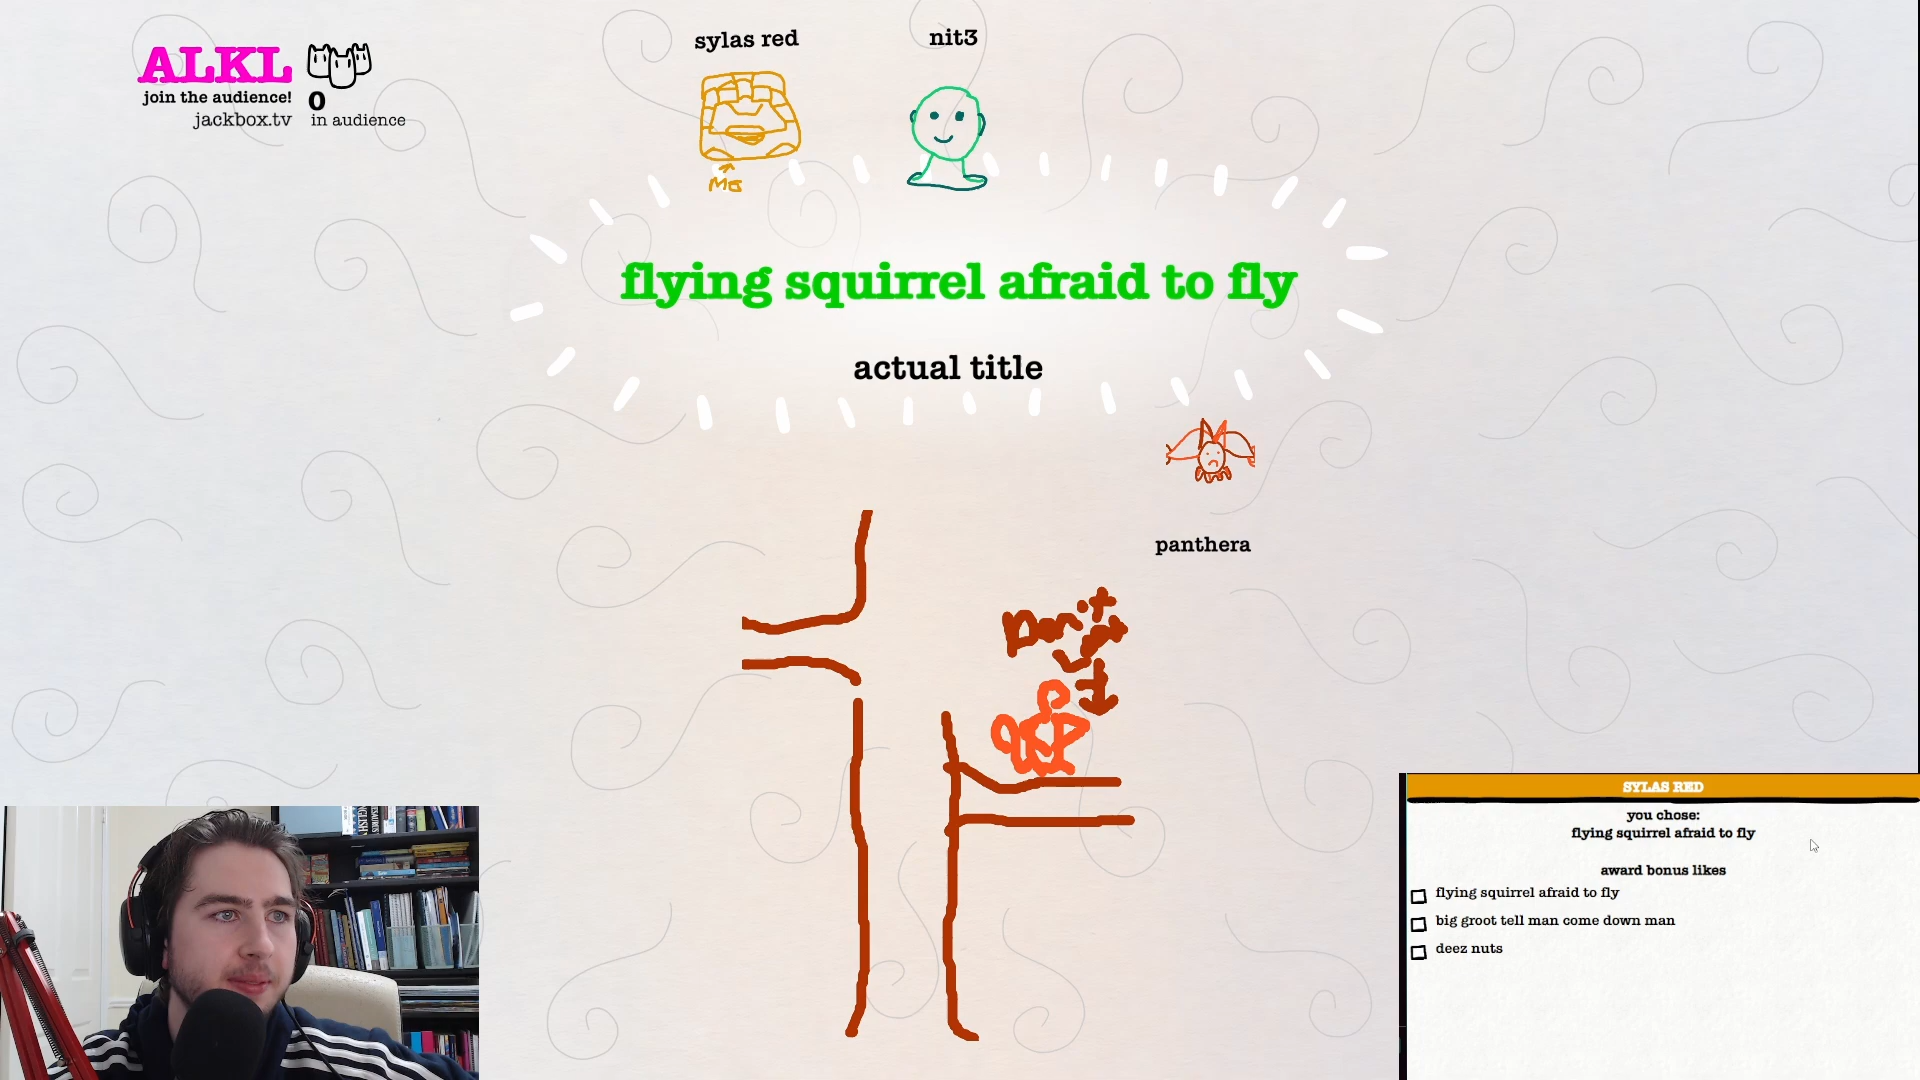 sylas red
nit3
ALKL
join the audience!
jackbox.tv
0
in audience
Me
flying squirrel afraid to fly
actual title
panthera
Don't
SYLAS RED
you chose:
flying squirrel afraid to fly
award bonus likes
flying squirrel afraid to fly
big groot tell man come down man
deez nuts